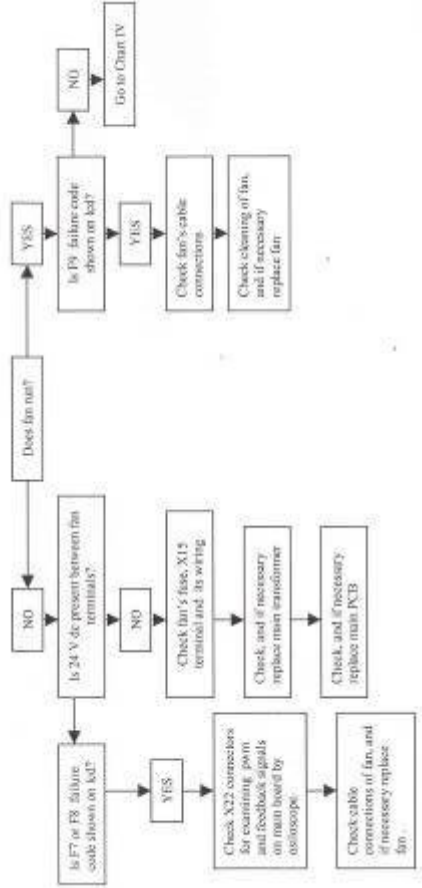 Does fan run?
NO
YES
Is 24 V dc present between fan
terminals?
Is F7 or F8 failure
code shown on lcd?
YES
Check X22 connectors
for examining pwm
and feedback signals
on main board by
osiloscope.
Check cable
connections of fan, and
if necessary replace
fan.
NO
Check fan's fuse, X15
terminal and its wiring
Check, and if necessary
replace main transformer
Check, and if necessary
replace main PCB
Is F9 failure code
shown on lcd?
NO
Go to Chart IV
YES
Check fan's cable
connections.
Check cleaning of fan,
and if necessary
replace fan